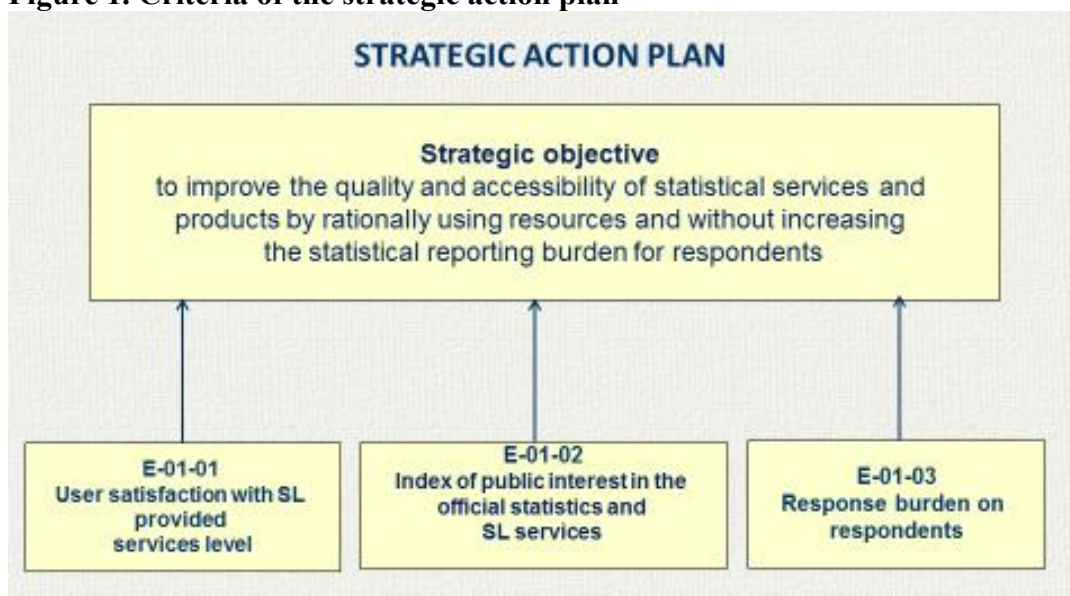 Figure 1. Criteria of the strategic action plan
STRATEGIC ACTION PLAN
Strategic objective
to improve the quality and accessibility of statistical services and
products by rationally using resources and without increasing
the statistical reporting burden for respondents
E-01-01
User satisfaction with SL
provided
services level
E-01-02
Index of public interest in the
official statistics and
SL services
E-01-03
Response burden on
respondents